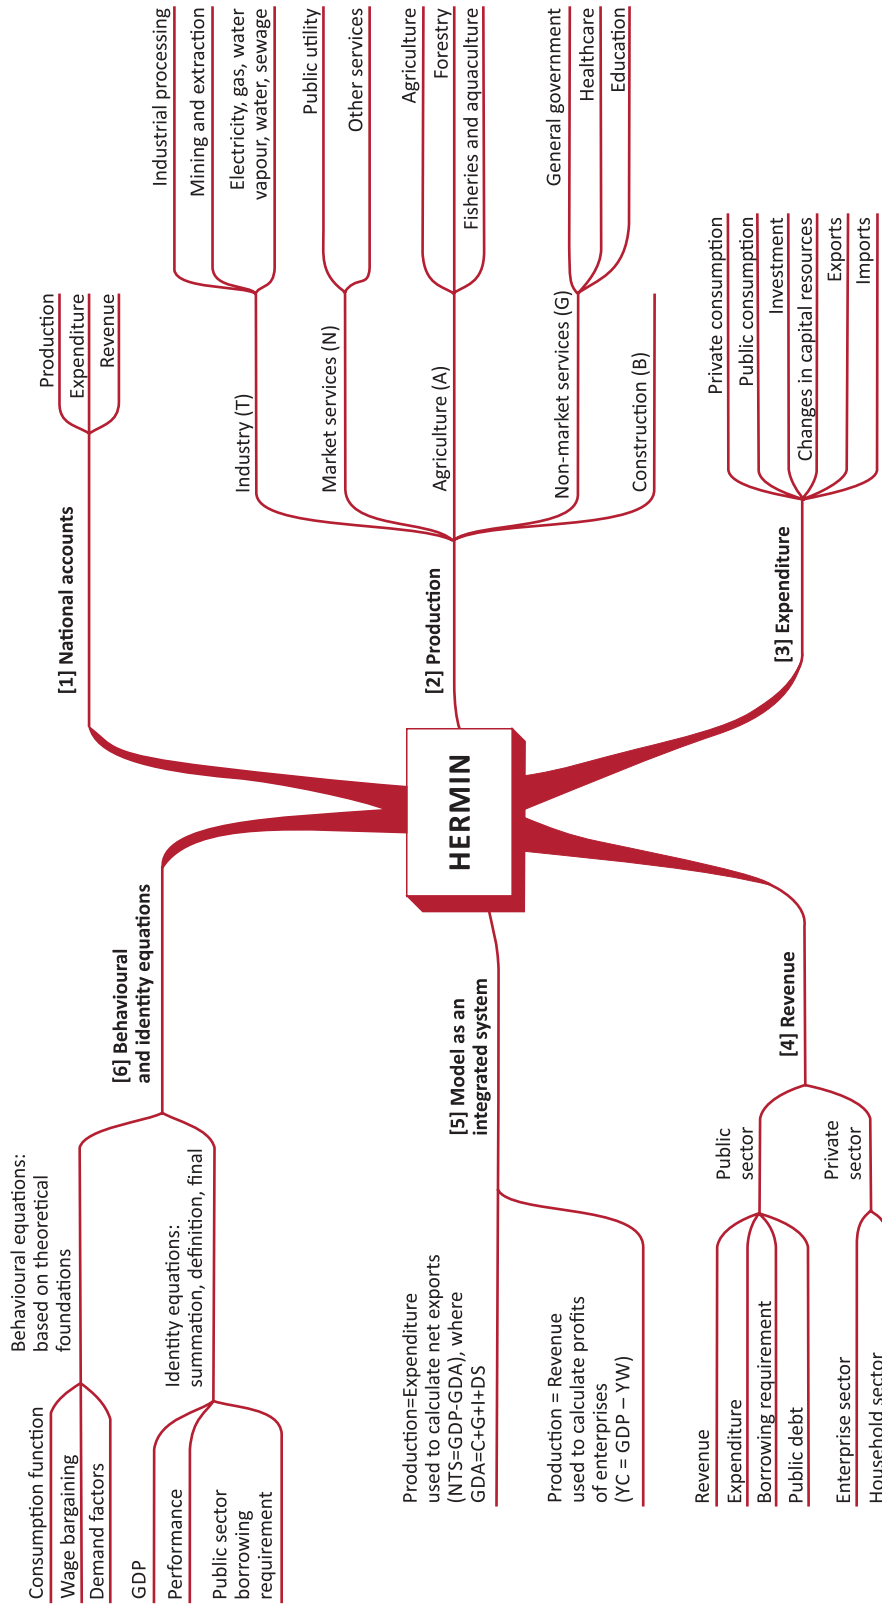 HERMIN
[1] National accounts
Production
Expenditure
Revenue
[2] Production
Industry (T)
Industrial processing
Mining and extraction
Electricity, gas, water
vapour, water, sewage
Market services (N)
Public utility
Other services
Agriculture (A)
Agriculture
Forestry
Fisheries and aquaculture
Non-market services (G)
General government
Healthcare
Education
Construction (B)
[3] Expenditure
Private consumption
Public consumption
Investment
Changes in capital resources
Exports
Imports
[4] Revenue
Public
sector
Revenue
Expenditure
Borrowing requirement
Public debt
Private
sector
Enterprise sector
Household sector
[5] Model as an
integrated system
Production=Expenditure
used to calculate net exports
(NTS=GDP-GDA), where
GDA=C+G+I+DS
Production = Revenue
used to calculate profits
of enterprises
(YC = GDP – YW)
[6] Behavioural
and identity equations
Behavioural equations:
based on theoretical
foundations
Consumption function
Wage bargaining
Demand factors
Identity equations:
summation, definition, final
GDP
Performance
Public sector
borrowing
requirement